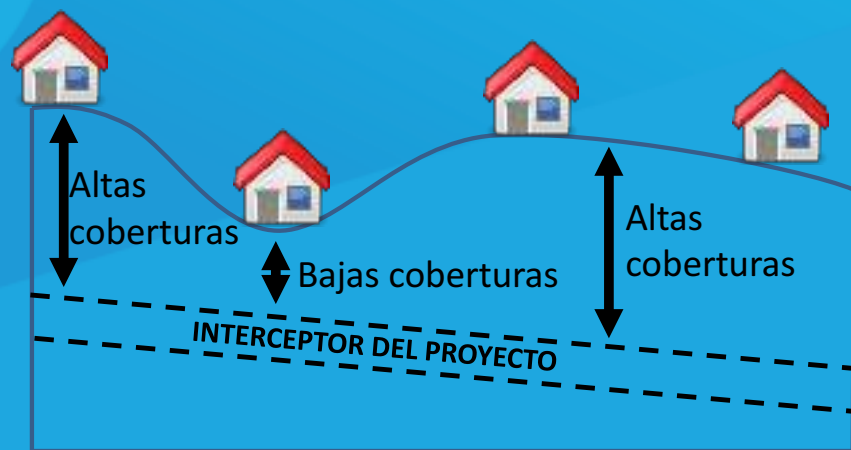 Altas
coberturas
Bajas coberturas
Altas
coberturas
INTERCEPTOR DEL PROYECTO